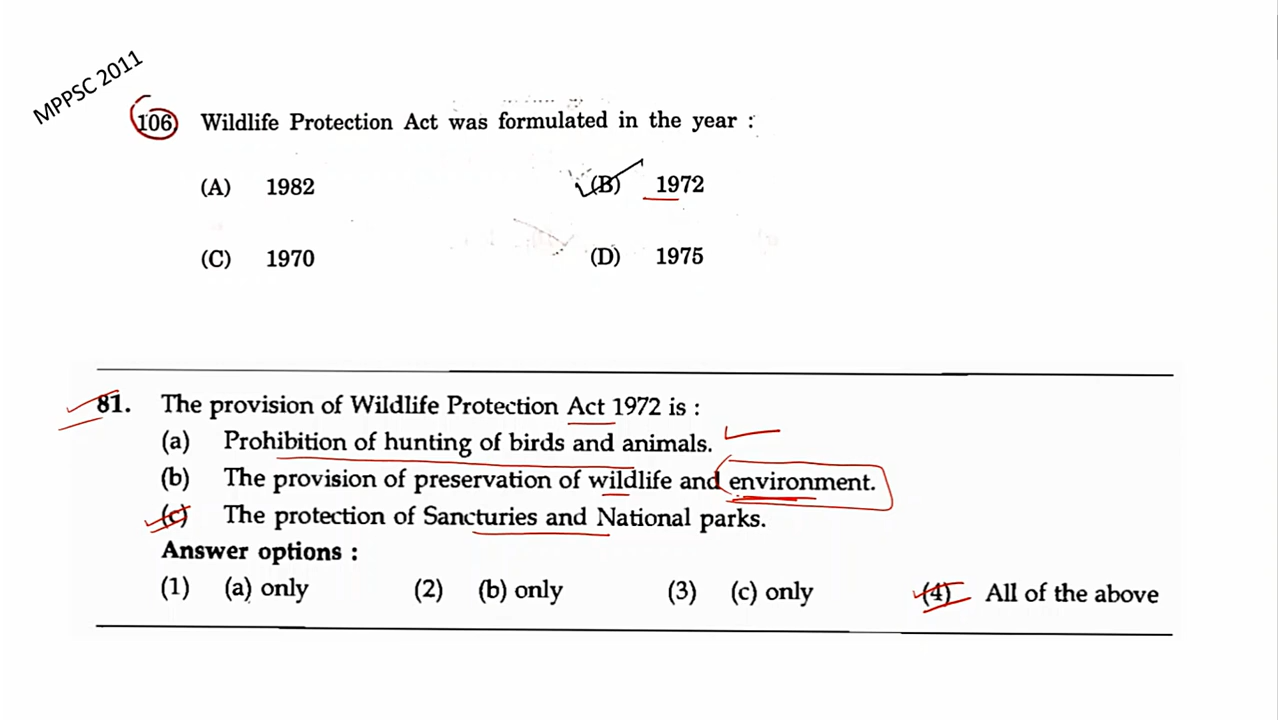 MPPSC 2011
106. Wildlife Protection Act was formulated in the year :
(A) 1982 (B) 1972
(C) 1970 (D) 1975
81. The provision of Wildlife Protection Act 1972 is :
(a) Prohibition of hunting of birds and animals.
(b) The provision of preservation of wildlife and environment.
(c) The protection of Sancturies and National parks.
Answer options :
(1) (a) only (2) (b) only (3) (c) only (4) All of the above